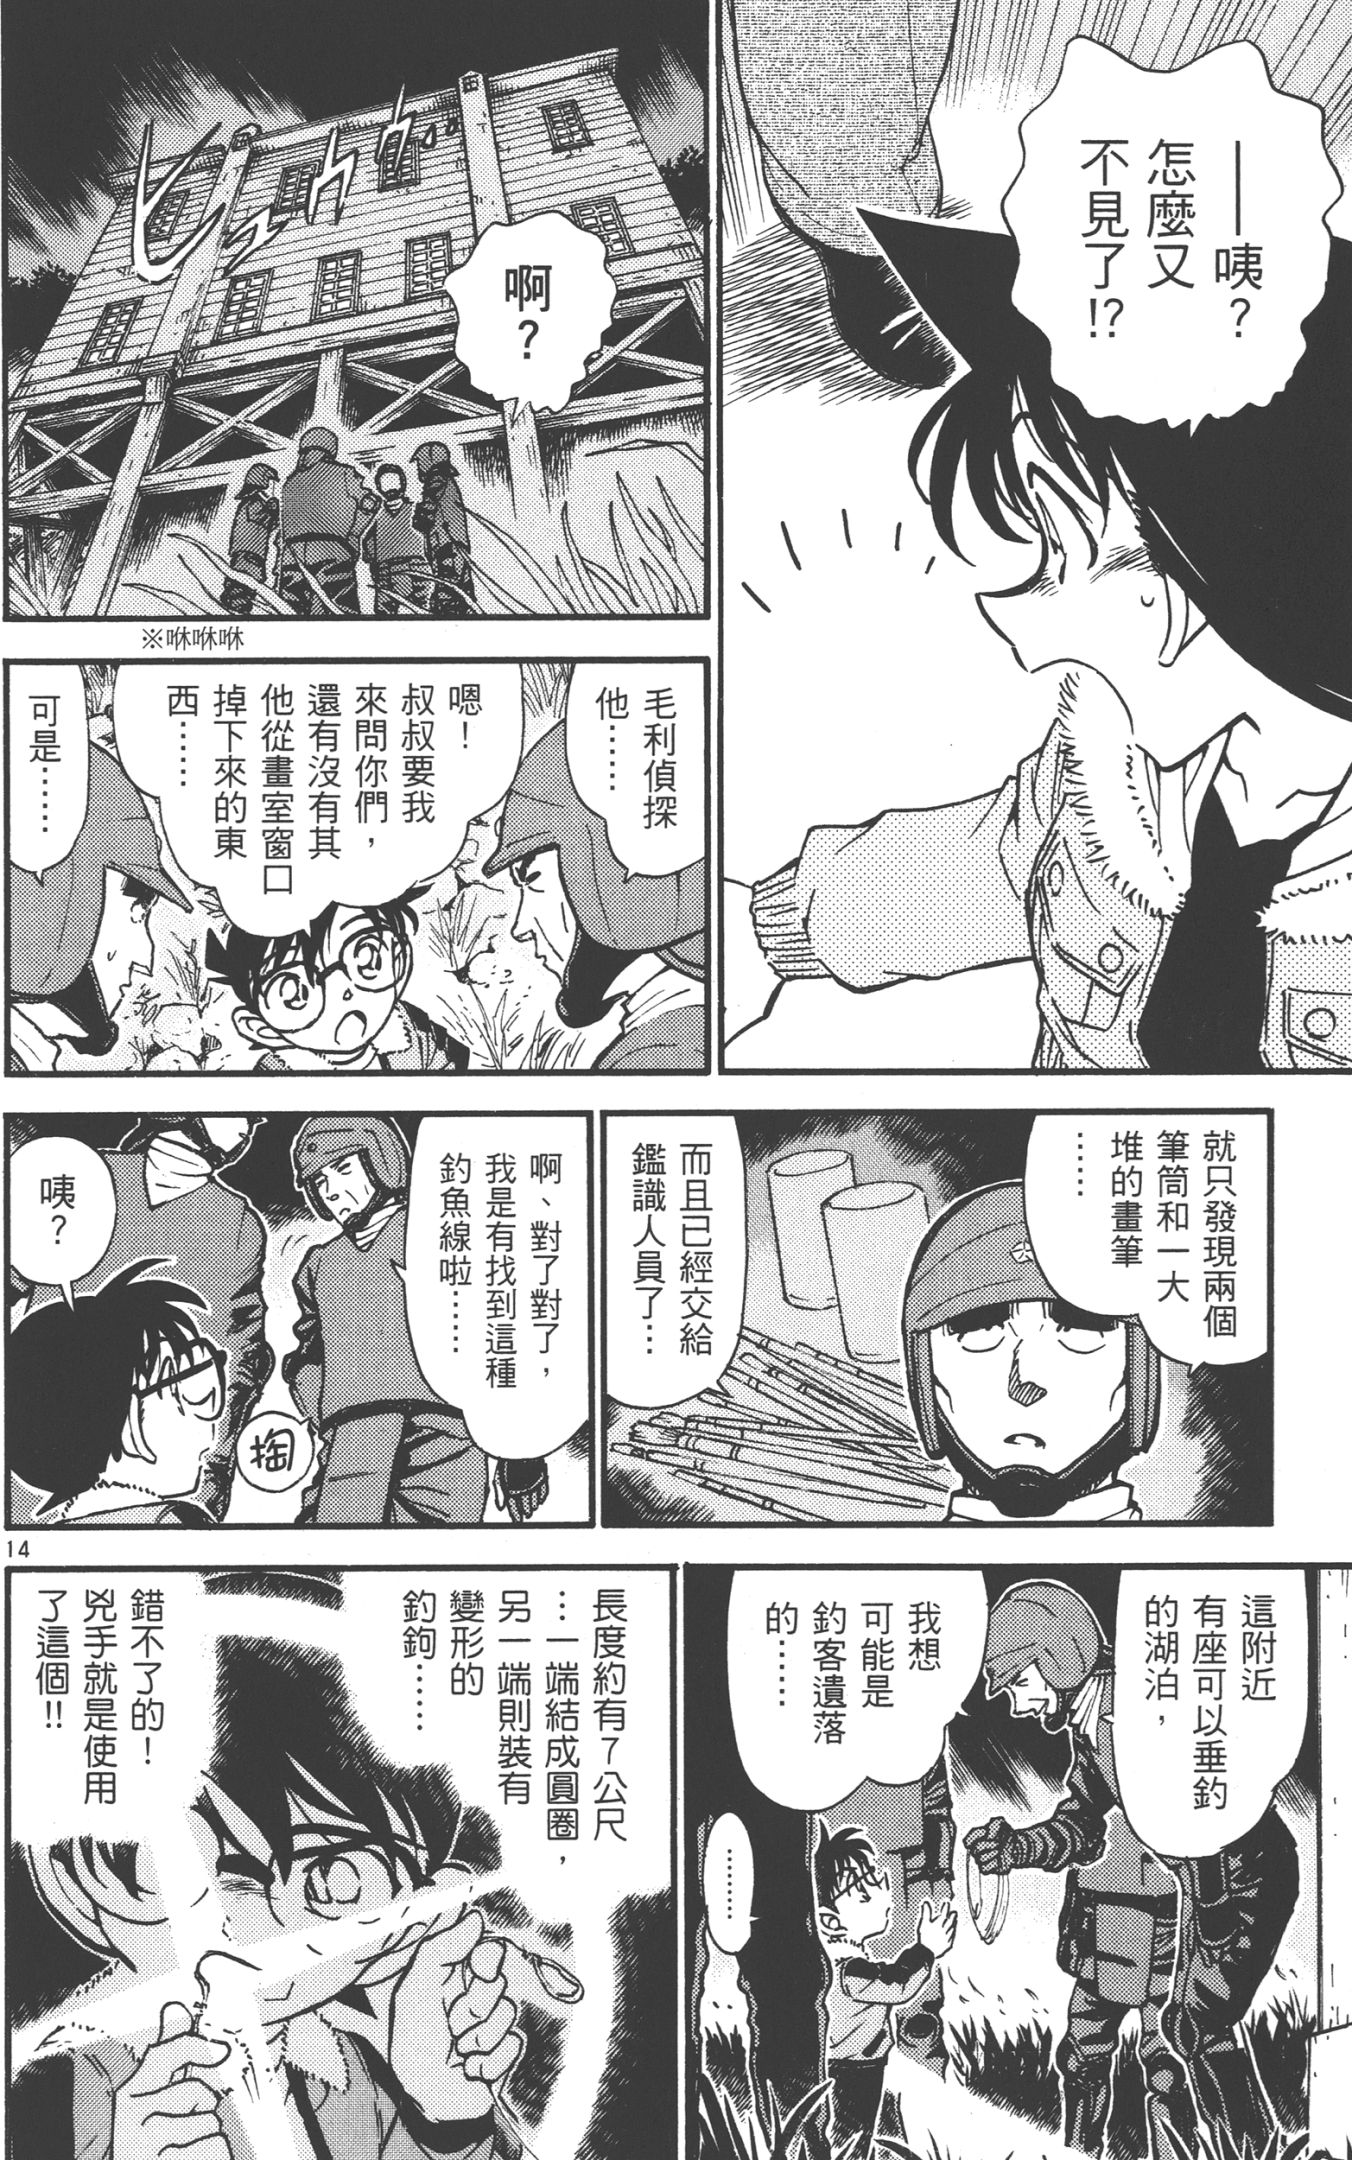 ——咦？
怎麼又
不見了!?
ヒュゥゥゥ…
啊？
※咻咻咻
毛利偵探
他……
嗯！
叔叔要我
來問你們，
還有沒有其
他從畫室窗口
掉下來的東
西……
可是……
就只發現兩個
筆筒和一大
堆的畫筆
……
而且已經交給
鑑識人員了…
啊、對了對了，
我是有找到這種
釣魚線啦……
掏
咦？
14
這附近
有座可以垂釣
的湖泊，
我想
可能是
釣客遺落
的……
………
長度約有7公尺
…一端結成圓圈，
另一端則裝有
變形的
釣鉤……
錯不了的！
兇手就是使用
了這個!!